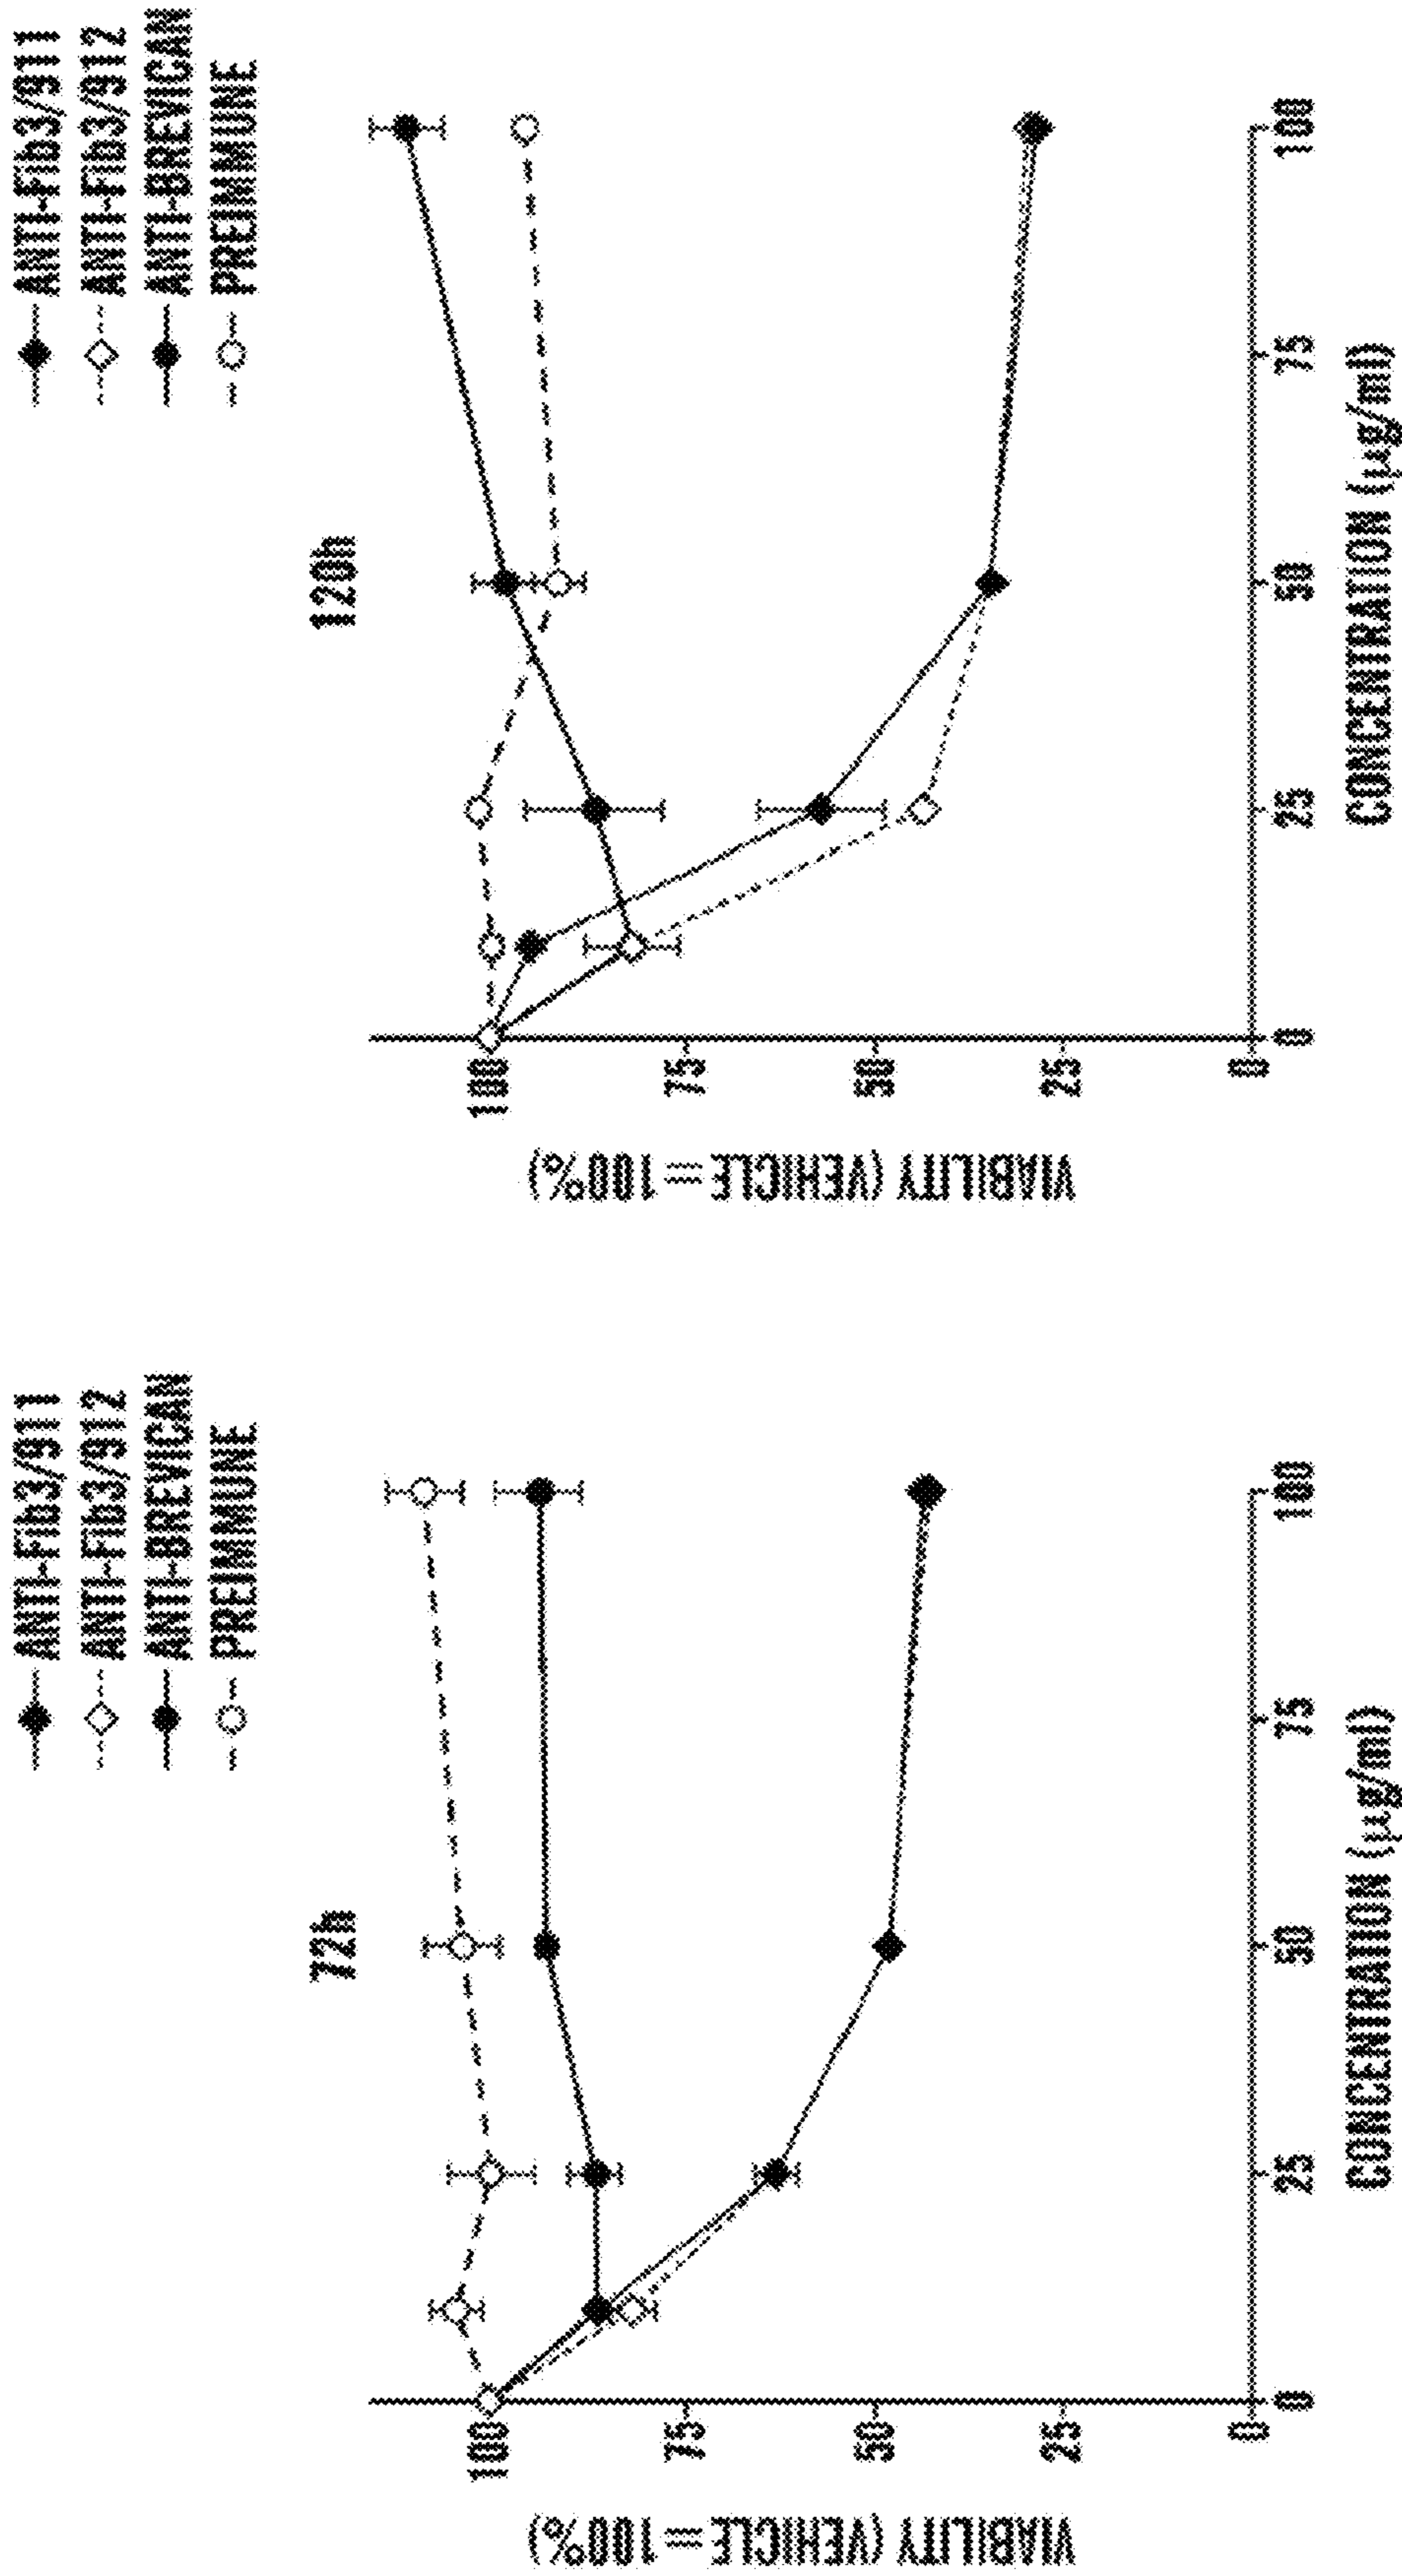 ANTI-Fib3/911
ANTI-Fib3/912
ANTI-BREVICAN
PREIMMUNE
72h
VIABILITY (VEHICLE=100%)
100
75
50
25
0
0 25 50 75 100
CONCENTRATION (μg/ml)
ANTI-Fib3/911
ANTI-Fib3/912
ANTI-BREVICAN
PREIMMUNE
120h
VIABILITY (VEHICLE=100%)
100
75
50
25
0
0 25 50 75 100
CONCENTRATION (μg/ml)